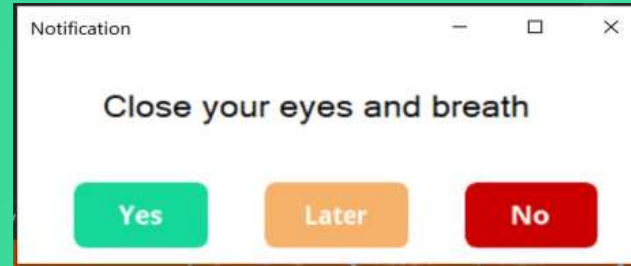 Notification
Close your eyes and breath
Yes Later No